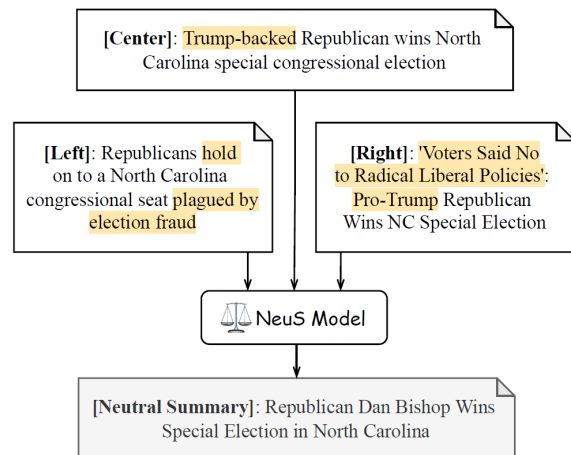 [Center]: Trump-backed Republican wins North
Carolina special congressional election
[Left]: Republicans hold
on to a North Carolina
congressional seat plagued by
election fraud
[Right]: 'Voters Said No
to Radical Liberal Policies':
Pro-Trump Republican
Wins NC Special Election
NeuS Model
[Neutral Summary]: Republican Dan Bishop Wins
Special Election in North Carolina